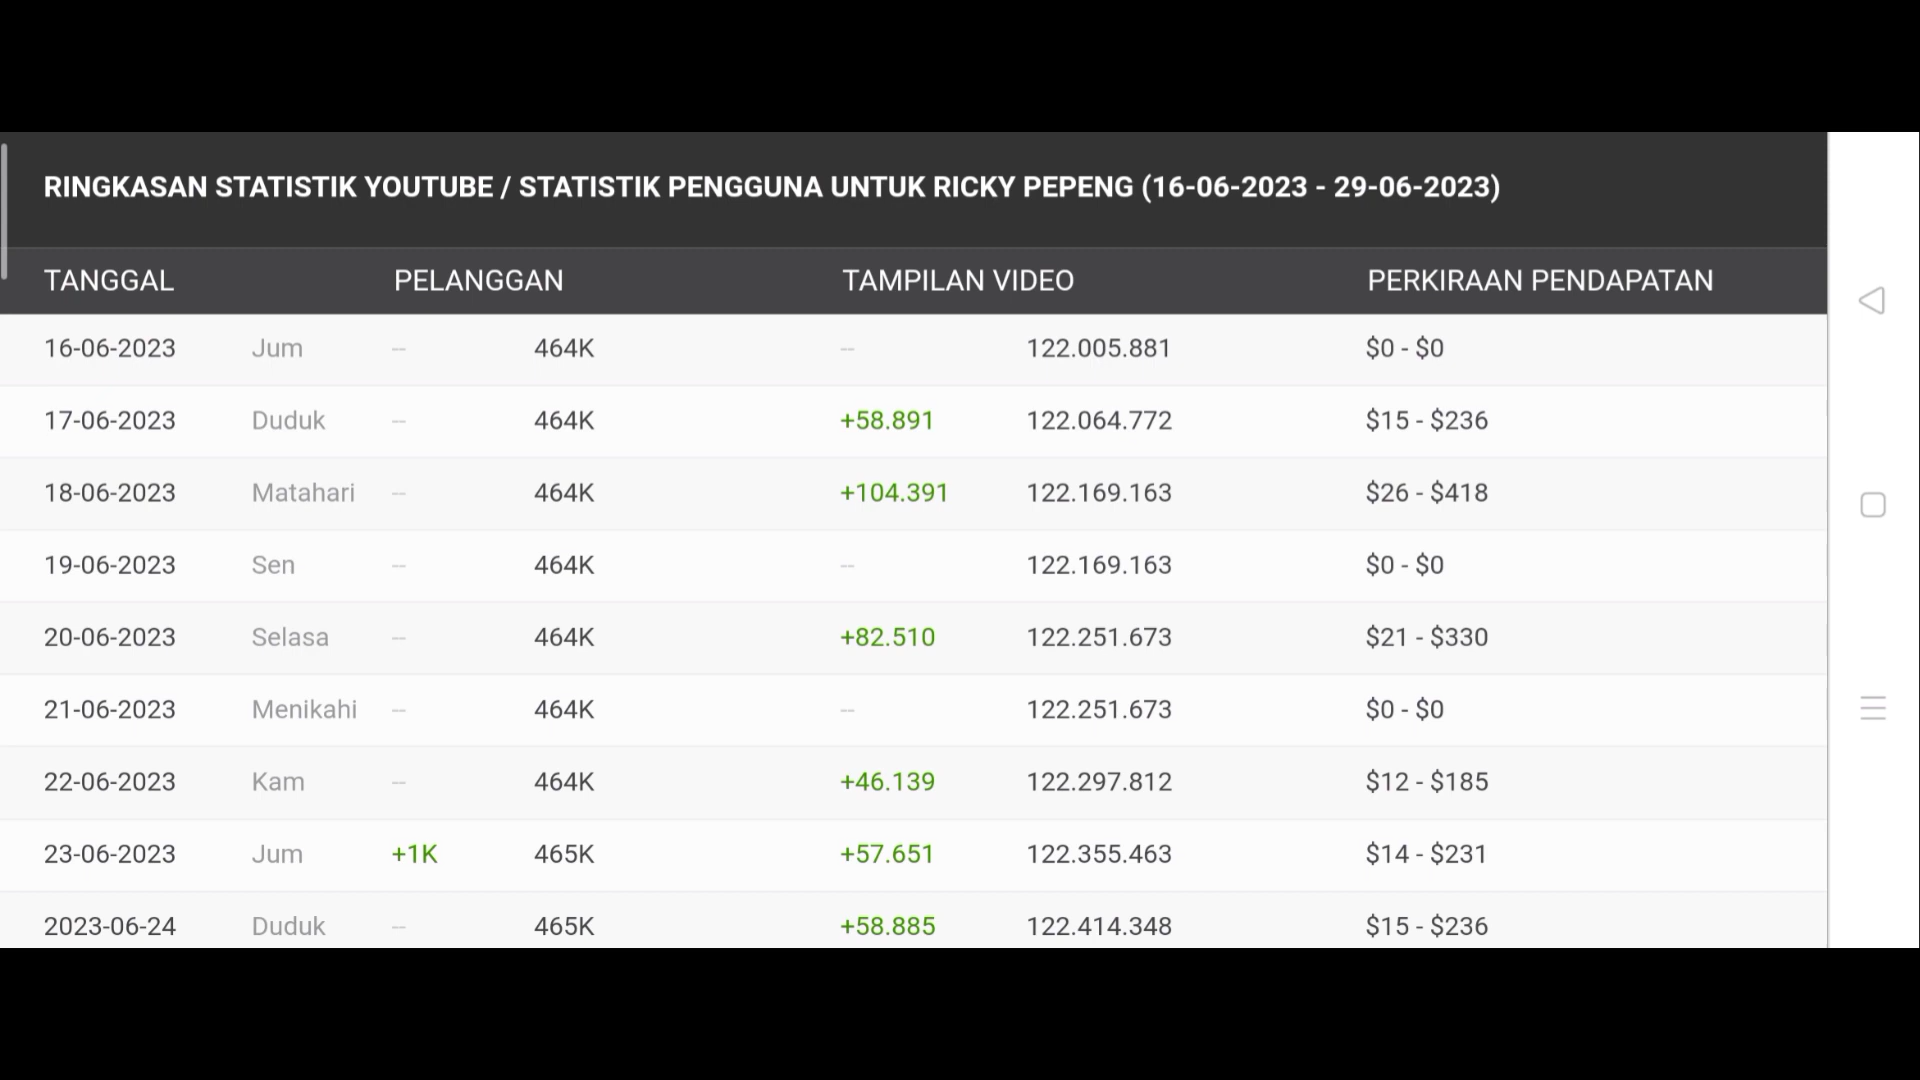 RINGKASAN STATISTIK YOUTUBE / STATISTIK PENGGUNA UNTUK RICKY PEPENG (16-06-2023 - 29-06-2023)
TANGGAL PELANGGAN TAMPILAN VIDEO PERKIRAAN PENDAPATAN
16-06-2023 Jum -- 464K -- 122.005.881 $0 - $0
17-06-2023 Duduk -- 464K +58.891 122.064.772 $15 - $236
18-06-2023 Matahari -- 464K +104.391 122.169.163 $26 - $418
19-06-2023 Sen -- 464K -- 122.169.163 $0 - $0
20-06-2023 Selasa -- 464K +82.510 122.251.673 $21 - $330
21-06-2023 Menikahi -- 464K -- 122.251.673 $0 - $0
22-06-2023 Kam -- 464K +46.139 122.297.812 $12 - $185
23-06-2023 Jum +1K 465K +57.651 122.355.463 $14 - $231
2023-06-24 Duduk -- 465K +58.885 122.414.348 $15 - $236